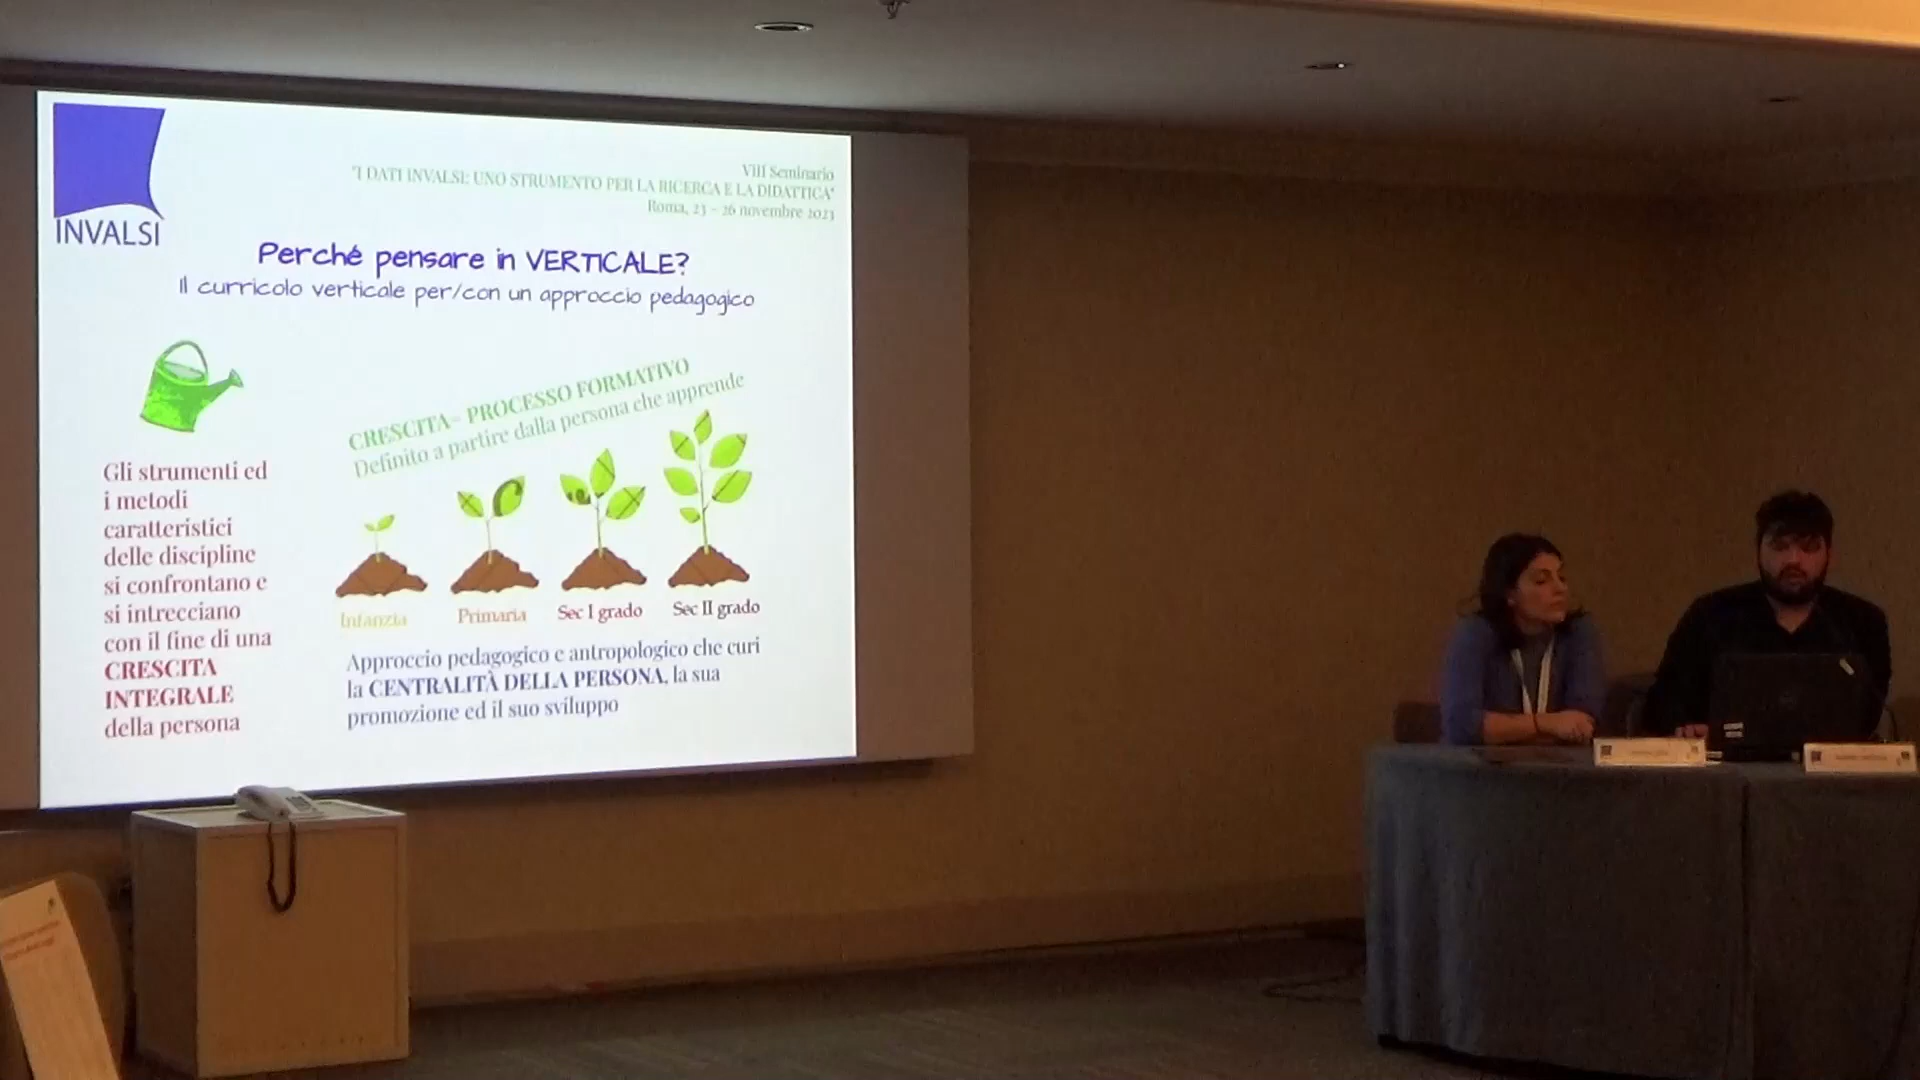 INVALSI
VIII Seminario
"I DATI INVALSI: UNO STRUMENTO PER LA RICERCA E LA DIDATTICA"
Roma, 23 - 26 novembre 2023
Perché pensare in VERTICALE?
Il curricolo verticale per/con un approccio pedagogico
CRESCITA= PROCESSO FORMATIVO
Definito a partire dalla persona che apprende
Gli strumenti ed
i metodi
caratteristici
delle discipline
si confrontano e
si intrecciano
con il fine di una
CRESCITA
INTEGRALE
della persona
Infanzia
Primaria
Sec I grado
Sec II grado
Approccio pedagogico e antropologico che curi
la CENTRALITÀ DELLA PERSONA, la sua
promozione ed il suo sviluppo